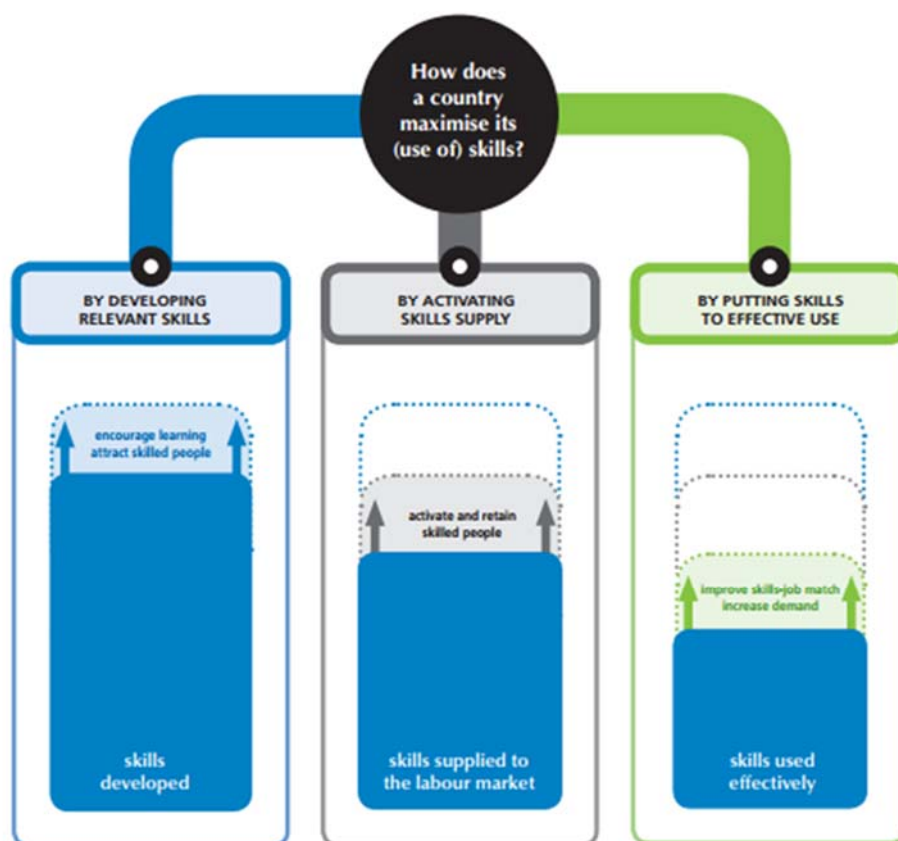 How does
a country
maximise its
(use of) skills?
BY DEVELOPING
RELEVANT SKILLS
encourage learning
attract skilled people
skills
developed
BY ACTIVATING
SKILLS SUPPLY
activate and retain
skilled people
skills supplied to
the labour market
BY PUTTING SKILLS
TO EFFECTIVE USE
improve skills-job match
increase demand
skills used
effectively